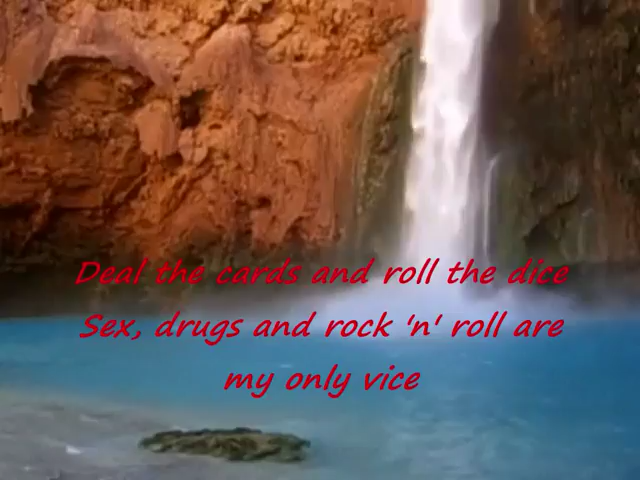 Deal the cards and roll the dice
Sex, drugs and rock 'n' roll are
my only vice